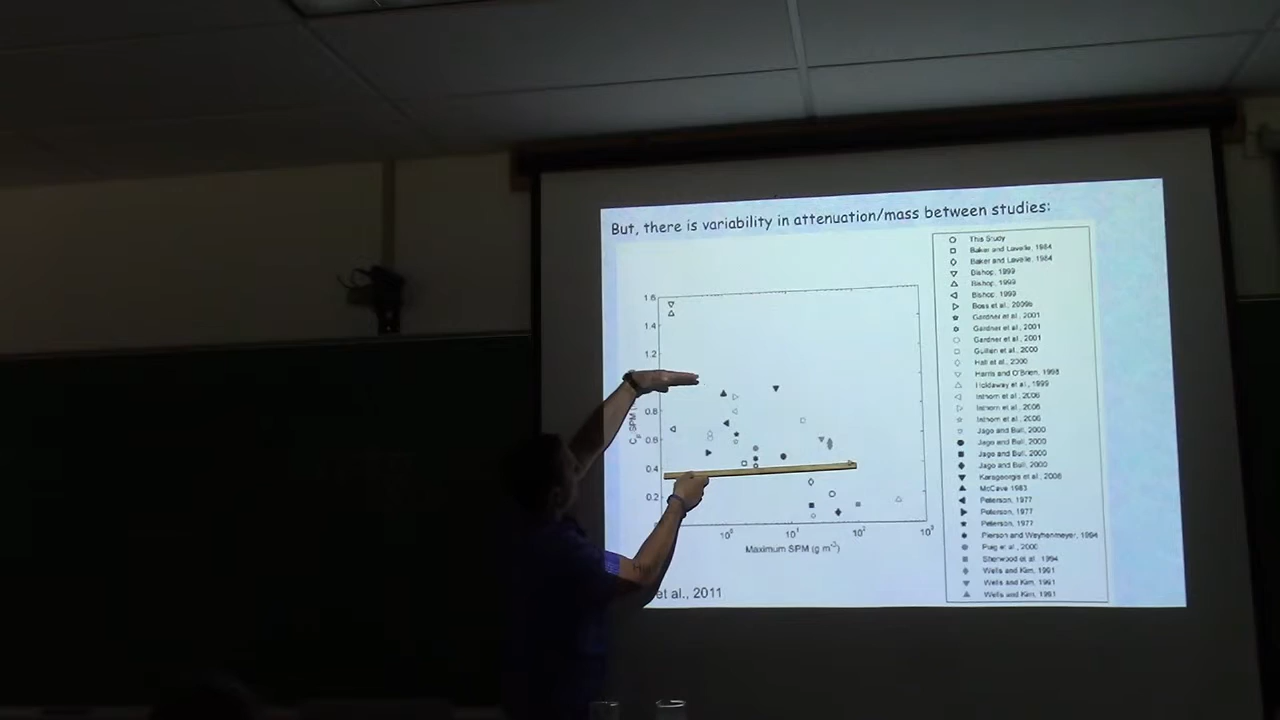 But, there is variability in attenuation/mass between studies:
This Study
Baker and Lavelle, 1984
Baker and Lavelle, 1984
Bishop, 1999
Bishop, 1999
Bishop, 1999
Boss et al., 2009b
Gardner et al., 2001
Gardner et al., 2001
Gardner et al., 2001
Guillen et al., 2000
Hall et al., 2000
Harris and O'Brien, 1998
Holdaway et al., 1999
Inthorn et al., 2006
Inthorn et al., 2006
Inthorn et al., 2006
Jago and Bull, 2000
Jago and Bull, 2000
Jago and Bull, 2000
Jago and Bull, 2000
Karageorgis et al., 2008
McCave 1983
Peterson, 1977
Peterson, 1977
Peterson, 1977
Pierson and Weyhenmeyer, 1994
Puig et al., 2000
Sherwood et al., 1994
Wells and Kim, 1991
Wells and Kim, 1991
Wells and Kim, 1991
1.6
1.4
1.2
0.8
0.6
0.4
0.2
10⁰
10¹
10²
10³
Maximum SPM (g m⁻³)
et al., 2011